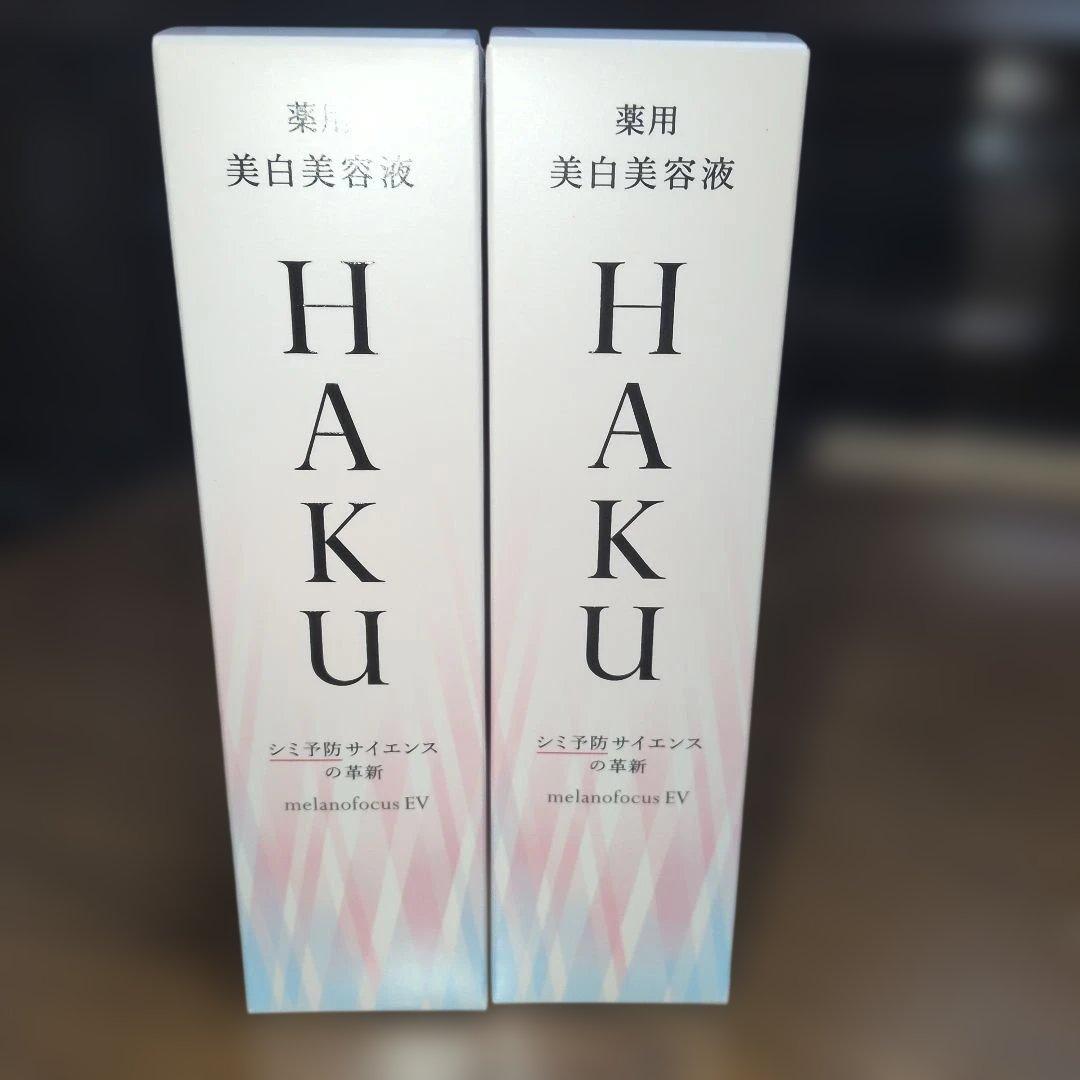 薬用
美白美容液
HAKU
シミ予防サイエンス
の革新
melanofocus EV
薬用
美白美容液
HAKU
シミ予防サイエンス
の革新
melanofocus EV